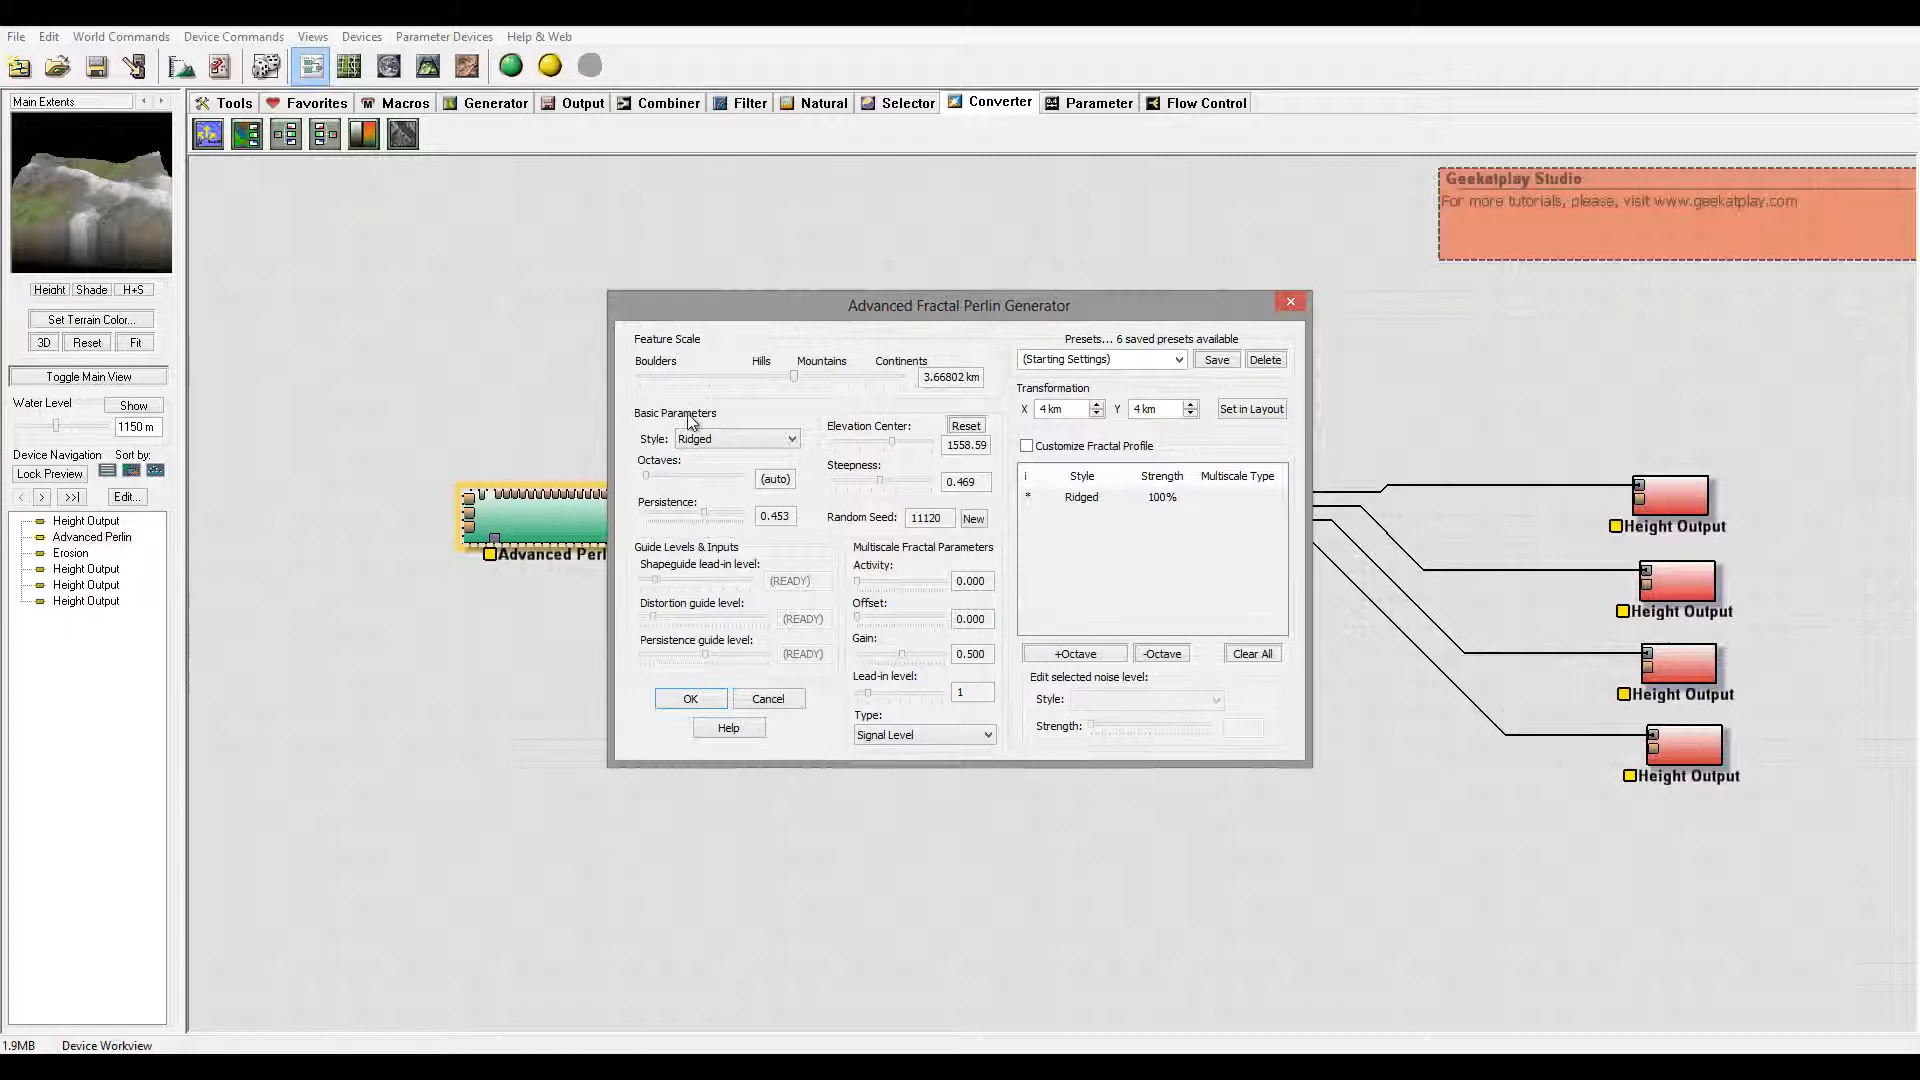 File Edit World Commands Device Commands Views Devices Parameter Devices Help & Web
Main Extents
Tools Favorites Macros Generator Output Combiner Filter Natural Selector Converter Parameter Flow Control
Geekatplay Studio
For more tutorials, please, visit www.geekatplay.com
Height Shade H+S
Set Terrain Color...
3D Reset Fit
Toggle Main View
Water Level Show
1150 m
Device Navigation Sort by:
Lock Preview
< > >>| Edit...
Height Output
Advanced Perlin
Erosion
Height Output
Height Output
Height Output
Advanced Perl
Advanced Fractal Perlin Generator
Feature Scale
Boulders Hills Mountains Continents
3.66802 km
Basic Parameters
Style: Ridged
Octaves:
(auto)
Persistence:
0.453
Elevation Center: Reset
1558.59
Steepness:
0.469
Random Seed: 11120 New
Guide Levels & Inputs
Shapeguide lead-in level:
(READY)
Distortion guide level:
(READY)
Persistence guide level:
(READY)
OK Cancel
Help
Multiscale Fractal Parameters
Activity:
0.000
Offset:
0.000
Gain:
0.500
Lead-in level:
1
Type:
Signal Level
Presets... 6 saved presets available
(Starting Settings) Save Delete
Transformation
X 4 km Y 4 km Set in Layout
Customize Fractal Profile
i Style Strength Multiscale Type
* Ridged 100%
+Octave -Octave Clear All
Edit selected noise level:
Style:
Strength:
Height Output
Height Output
Height Output
Height Output
1.9MB Device Workview